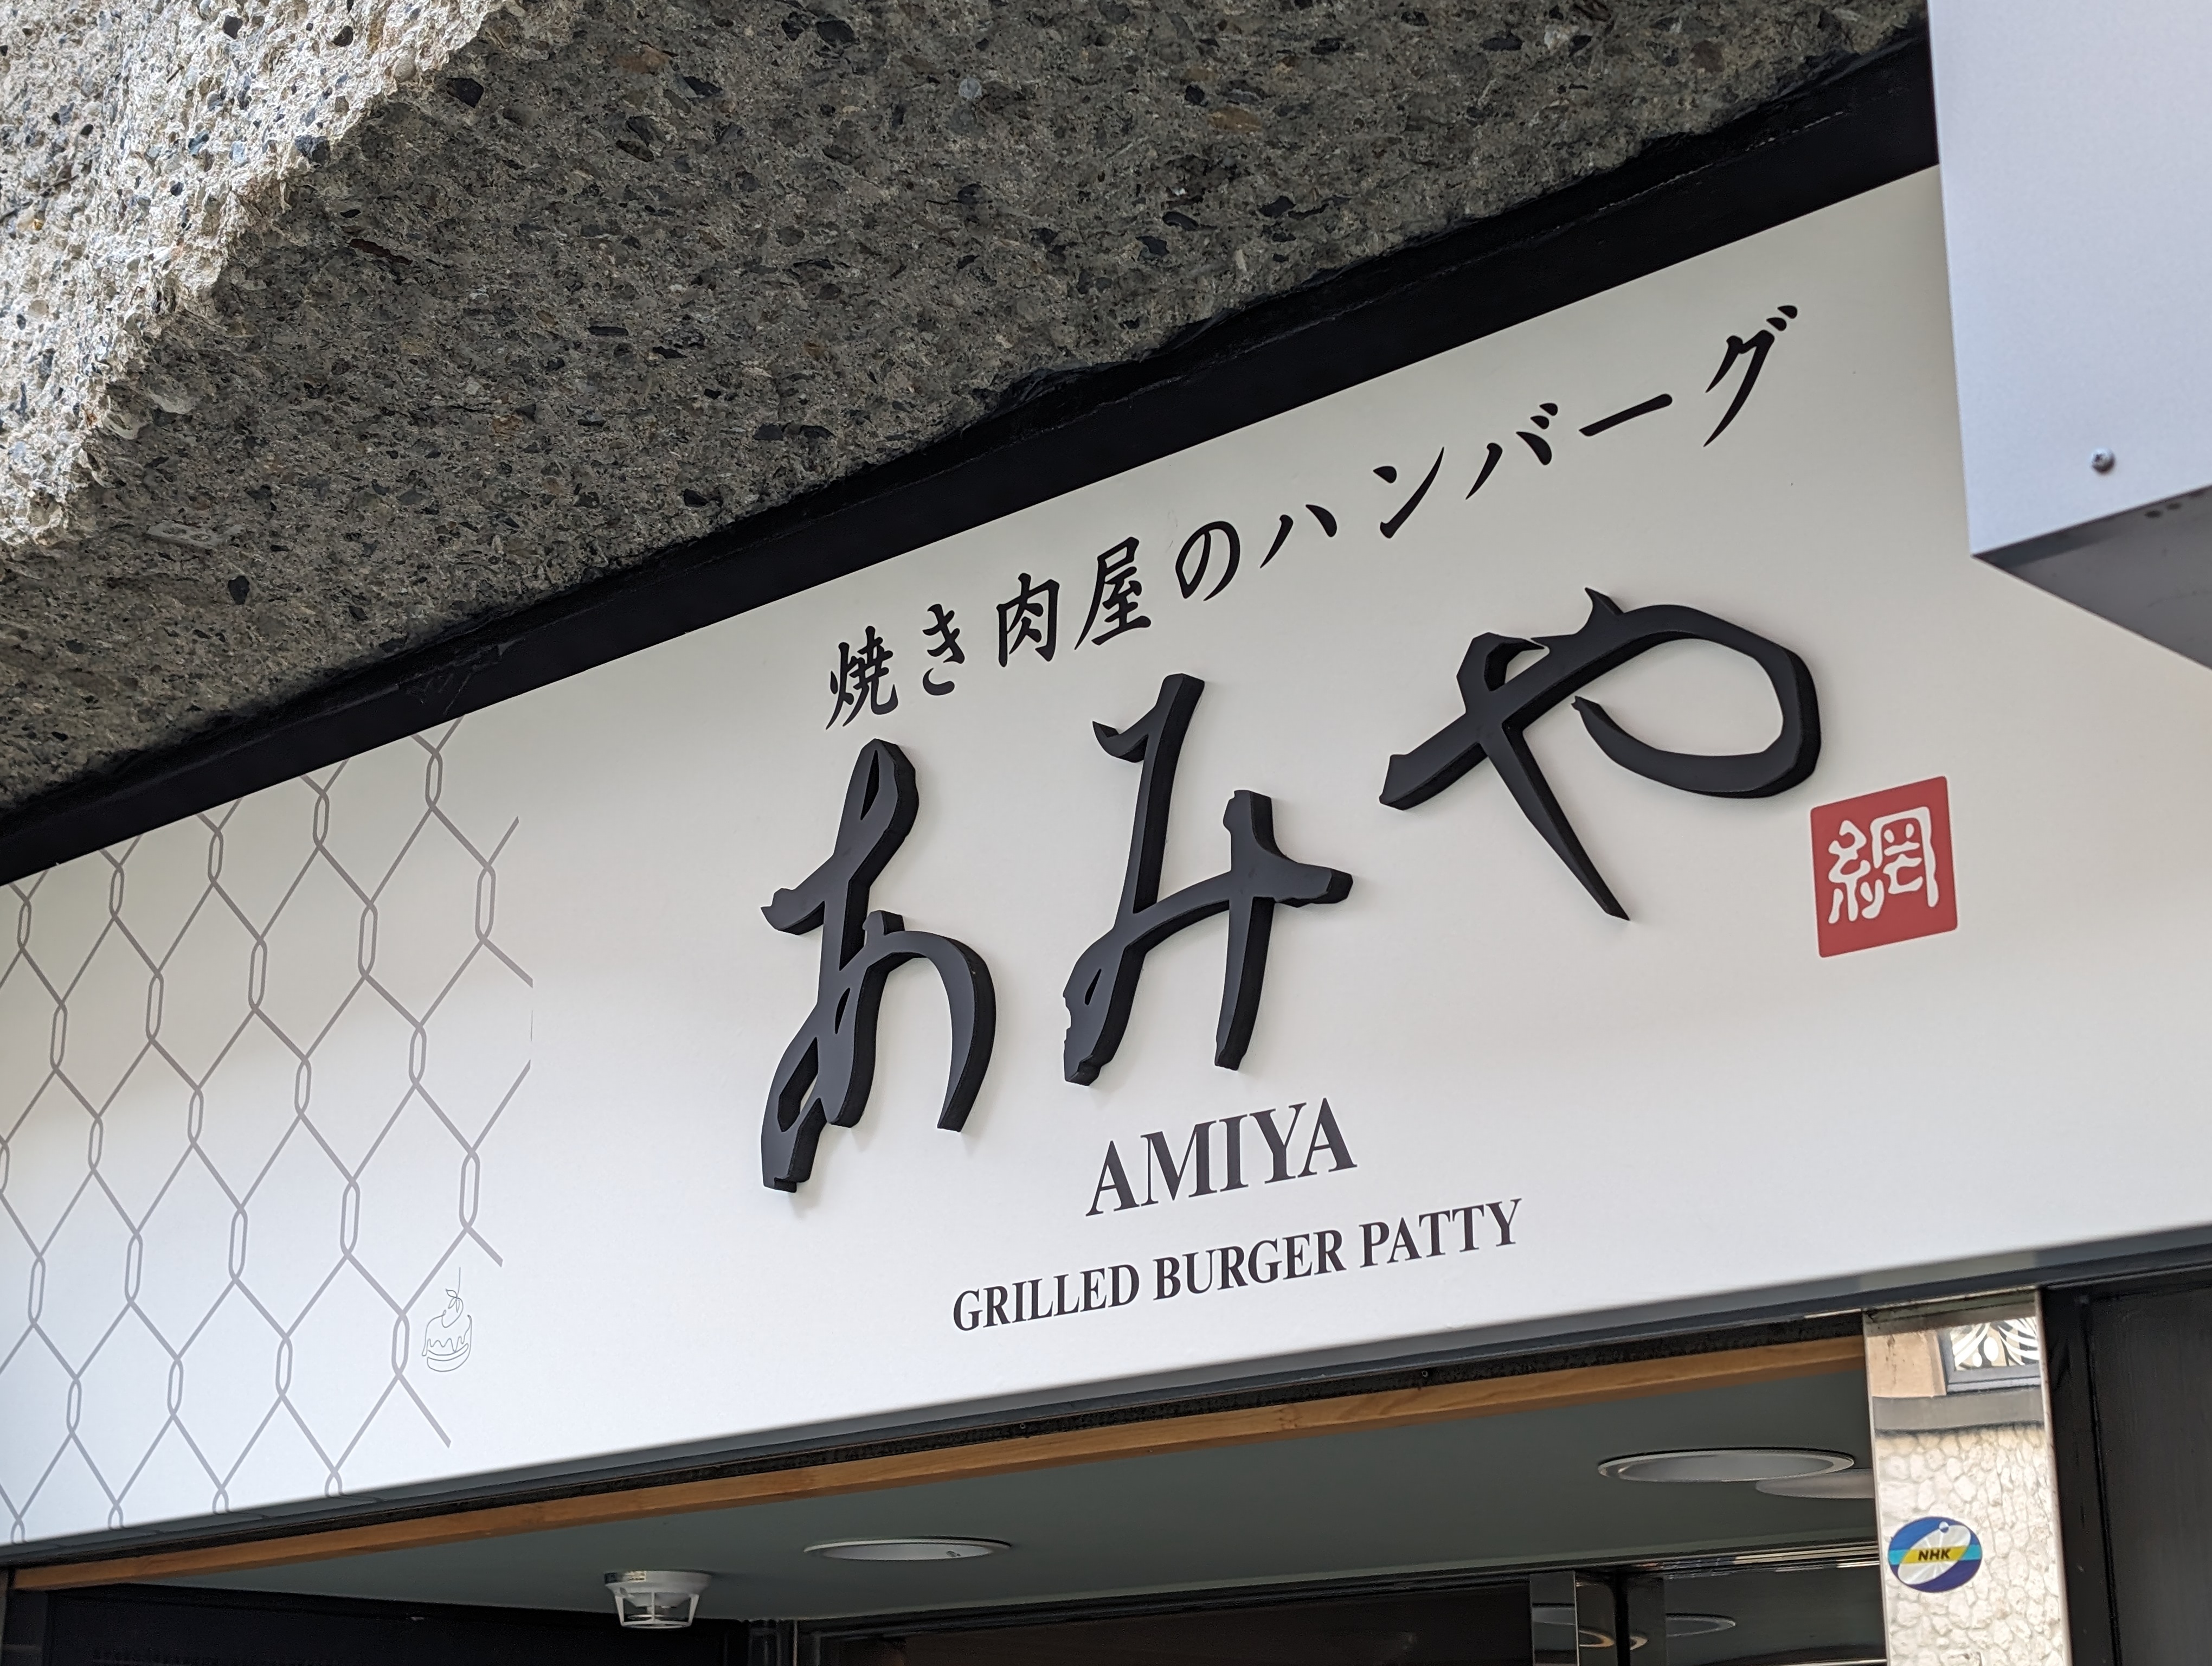 焼き肉屋のハンバーグ
あみや
網
AMIYA
GRILLED BURGER PATTY
NHK